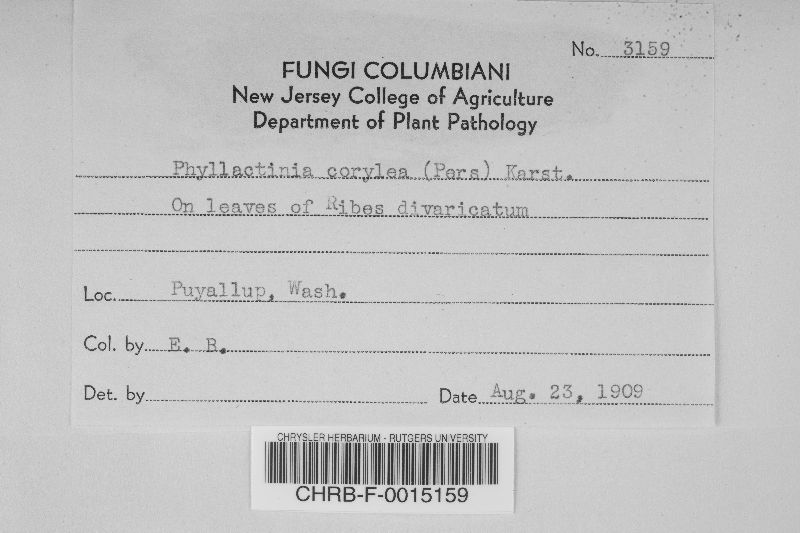 No. 3159
FUNGI COLUMBIANI
New Jersey College of Agriculture
Department of Plant Pathology
Phyllactinia corylea (Pers) Karst.
On leaves of Ribes divaricatum
Loc. Puyallup, Wash.
Col. by E. B.
Det. by
Date Aug. 23, 1909
CHRYSLER HERBARIUM - RUTGERS UNIVERSITY
CHRB-F-0015159